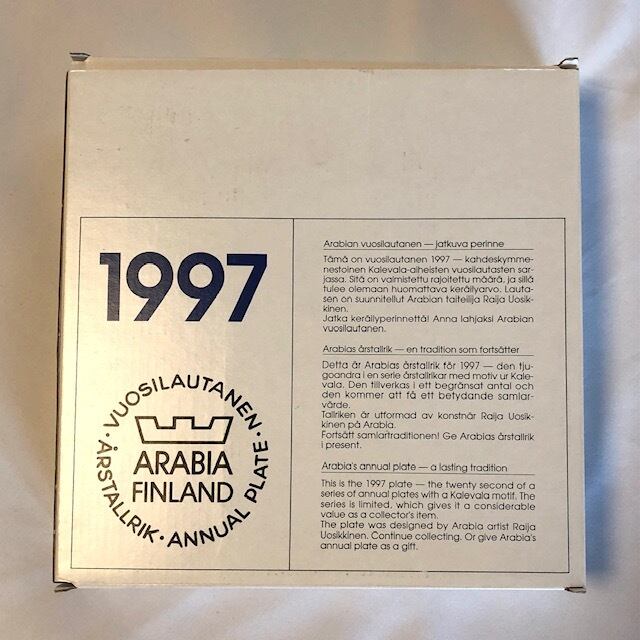 1997
VUOSILAUTANEN · ANNUAL PLATE · ÅRSTALLRIK ·
ARABIA
FINLAND
Arabian vuosilautanen — jatkuva perinne
Tämä on vuosilautanen 1997 — kahdeskymme-
nestoinen Kalevala-aiheisten vuosilautasten sar-
jassa. Sitä on valmistettu rajoitettu määrä, ja sillä
tulee olemaan huomattava keräilyarvo. Lauta-
sen on suunnitellut Arabian taiteilija Raija Uosik-
kinen.
Jatka keräilyperinnettä! Anna lahjaksi Arabian
vuosilautanen.
Arabias årstallrik — en tradition som fortsätter
Detta är Arabias årstallrik för 1997 — den tju-
goandra i en serie årstallrikar med motiv ur Kale-
vala. Den tillverkas i ett begränsat antal och
den kommer att få ett betydande samlar-
värde.
Tallriken är utformad av konstnär Raija Uosik-
kinen på Arabia.
Fortsätt samlartraditionen! Ge Arabias årstallrik
i present.
Arabia's annual plate — a lasting tradition
This is the 1997 plate — the twenty second of a
series of annual plates with a Kalevala motif. The
series is limited, which gives it a considerable
value as a collector's item.
The plate was designed by Arabia artist Raija
Uosikkinen. Continue collecting. Or give Arabia's
annual plate as a gift.